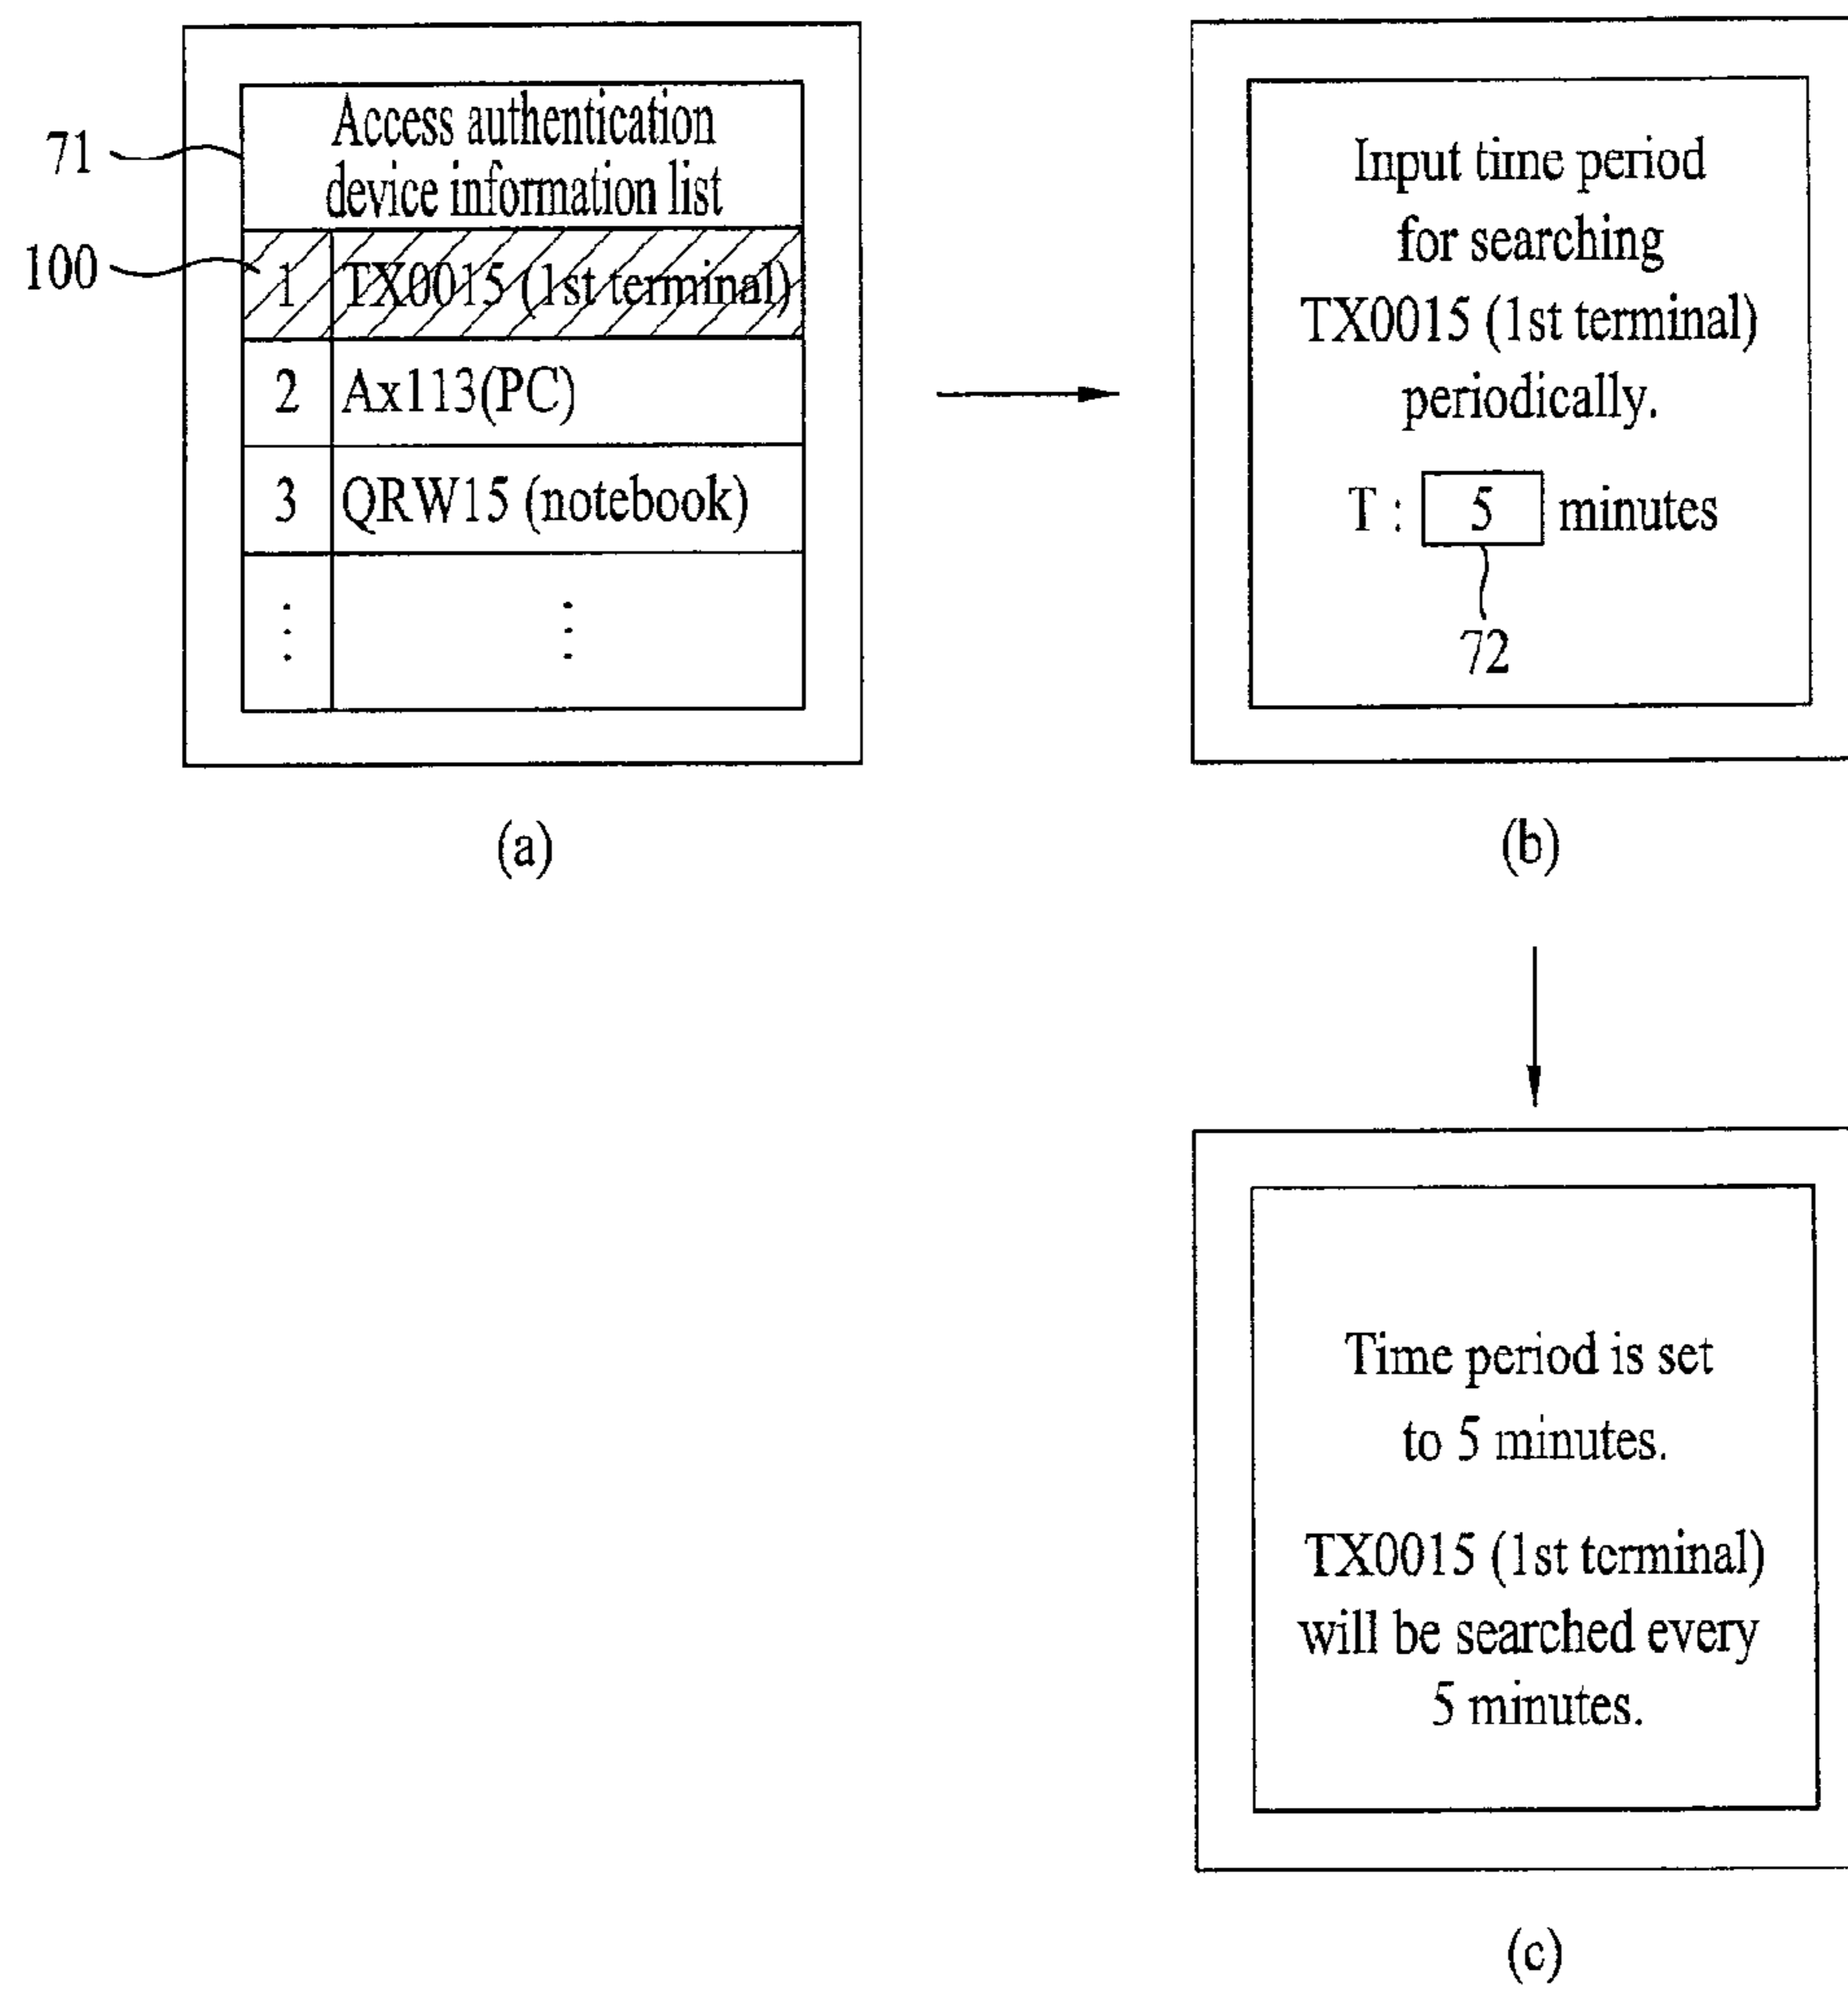 71
Access authentication
device information list
100
1 TX0015 (1st terminal)
2 Ax113(PC)
3 QRW15 (notebook)
(a)
Input time period
for searching
TX0015 (1st terminal)
periodically.
T : 5 minutes
72
(b)
Time period is set
to 5 minutes.
TX0015 (1st terminal)
will be searched every
5 minutes.
(c)